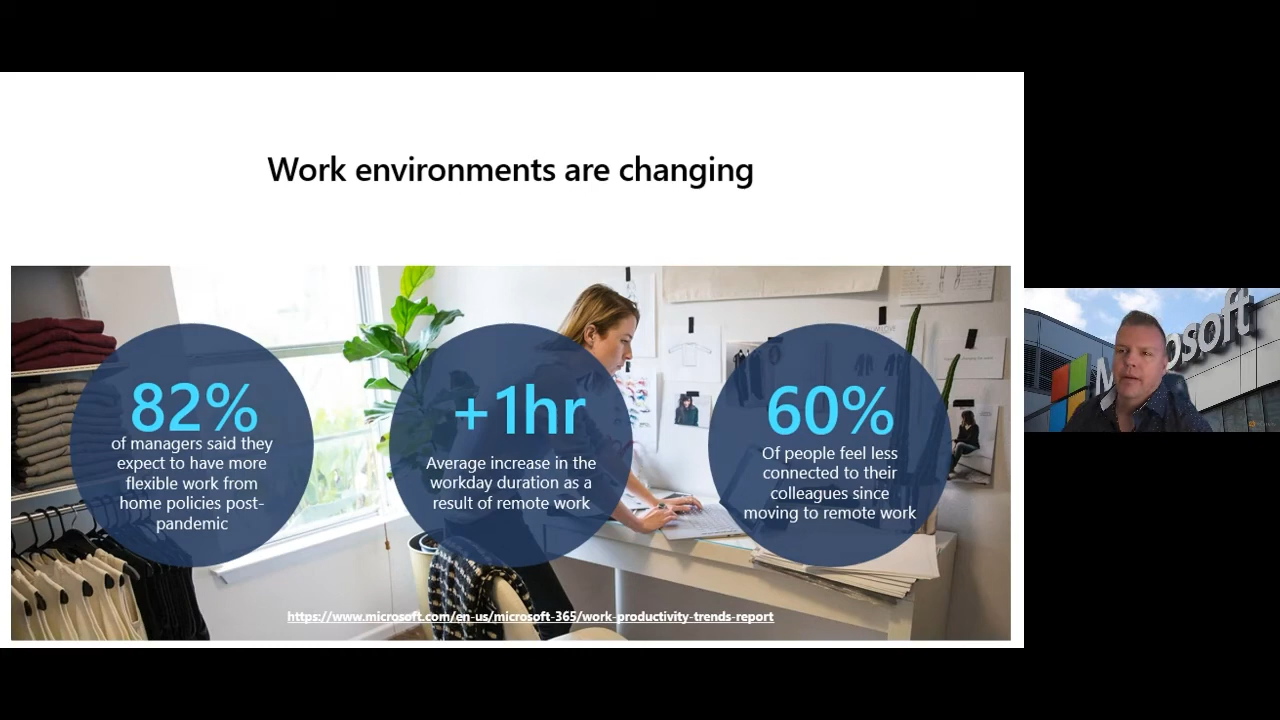 Work environments are changing
82%
of managers said they
expect to have more
flexible work from
home policies post-
pandemic
+1hr
Average increase in the
workday duration as a
result of remote work
60%
Of people feel less
connected to their
colleagues since
moving to remote work
https://www.microsoft.com/en-us/microsoft-365/work-productivity-trends-report